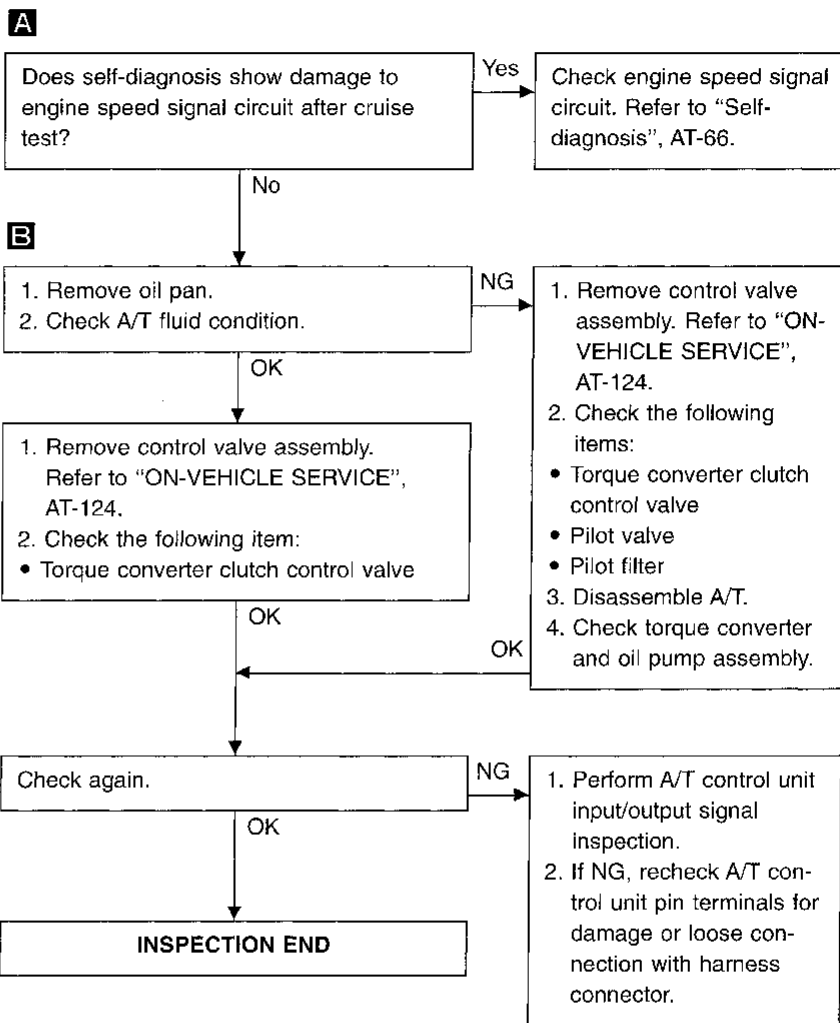 A
Does self-diagnosis show damage to
engine speed signal circuit after cruise
test?
Yes
Check engine speed signal
circuit. Refer to “Self-
diagnosis”, AT-66.
No
B
1. Remove oil pan.
2. Check A/T fluid condition.
NG
1. Remove control valve
assembly. Refer to “ON-
VEHICLE SERVICE”,
AT-124.
2. Check the following
items:
• Torque converter clutch
control valve
• Pilot valve
• Pilot filter
3. Disassemble A/T.
4. Check torque converter
and oil pump assembly.
OK
1. Remove control valve assembly.
Refer to “ON-VEHICLE SERVICE”,
AT-124.
2. Check the following item:
• Torque converter clutch control valve
OK
OK
Check again.
NG
1. Perform A/T control unit
input/output signal
inspection.
2. If NG, recheck A/T con-
trol unit pin terminals for
damage or loose con-
nection with harness
connector.
OK
INSPECTION END